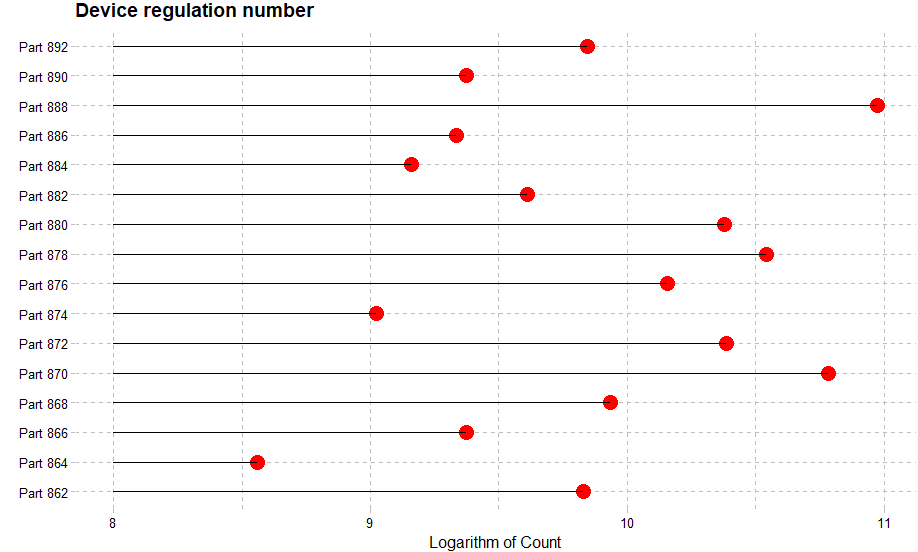 Device regulation number
Part 892
Part 890
Part 888
Part 886
Part 884
Part 882
Part 880
Part 878
Part 876
Part 874
Part 872
Part 870
Part 868
Part 866
Part 864
Part 862
8 9 10 11
Logarithm of Count